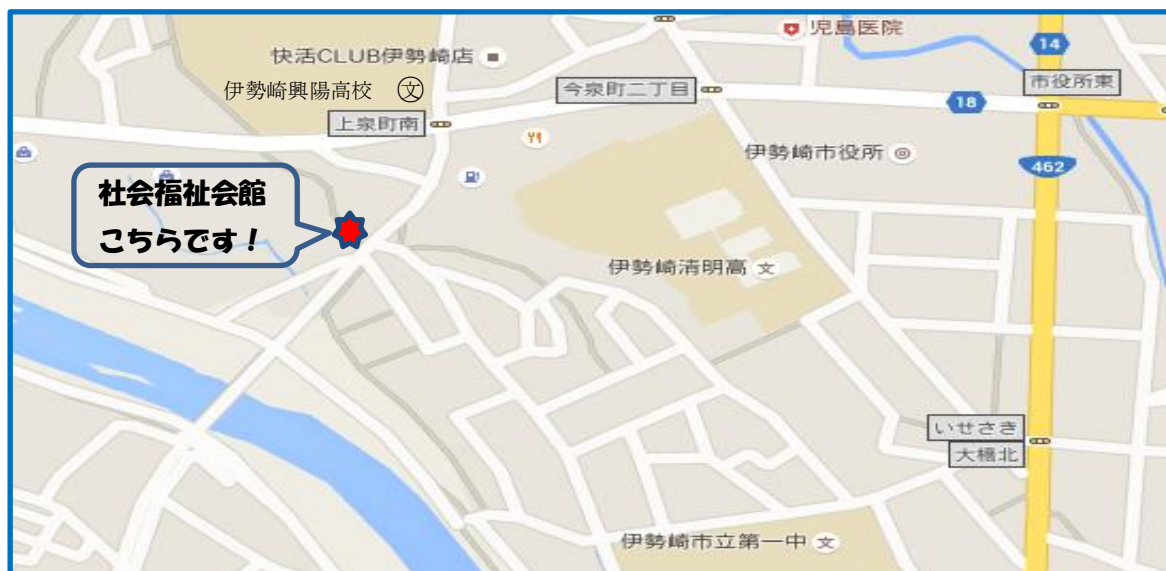 児島医院
14
快活CLUB伊勢崎店
市役所東
伊勢崎興陽高校 文
今泉町二丁目
18
上泉町南
伊勢崎市役所
462
社会福祉会館
こちらです！
伊勢崎清明高 文
いせさき
大橋北
伊勢崎市立第一中 文